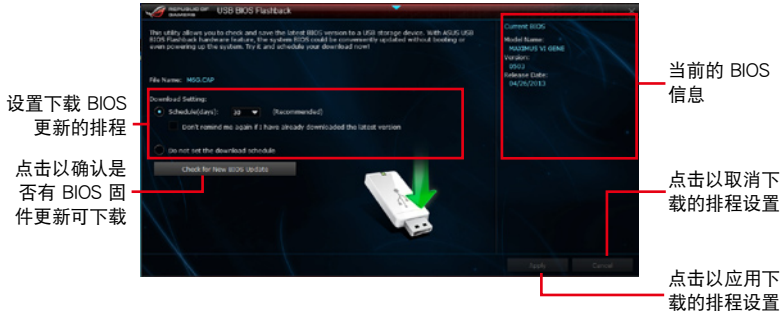 REPUBLIC OF
GAMERS
USB BIOS Flashback
This utility allows you to check and save the latest BIOS version to a USB storage device. With ASUS USB
BIOS Flashback hardware feature, the system BIOS could be conveniently updated without booting or
even powering up the system. Try it and schedule your download now!
File Name: M6G.CAP
Download Setting:
Schedule(days): 30 (Recommended)
Don't remind me again if I have already downloaded the latest version
Do not set the download schedule
Check for New BIOS Update
Current BIOS
Model Name:
MAXIMUS VI GENE
Version:
0503
Release Date:
04/26/2013
Apply
Cancel
设置下载 BIOS
更新的排程
点击以确认是
否有 BIOS 固
件更新可下载
当前的 BIOS
信息
点击以取消下
载的排程设置
点击以应用下
载的排程设置